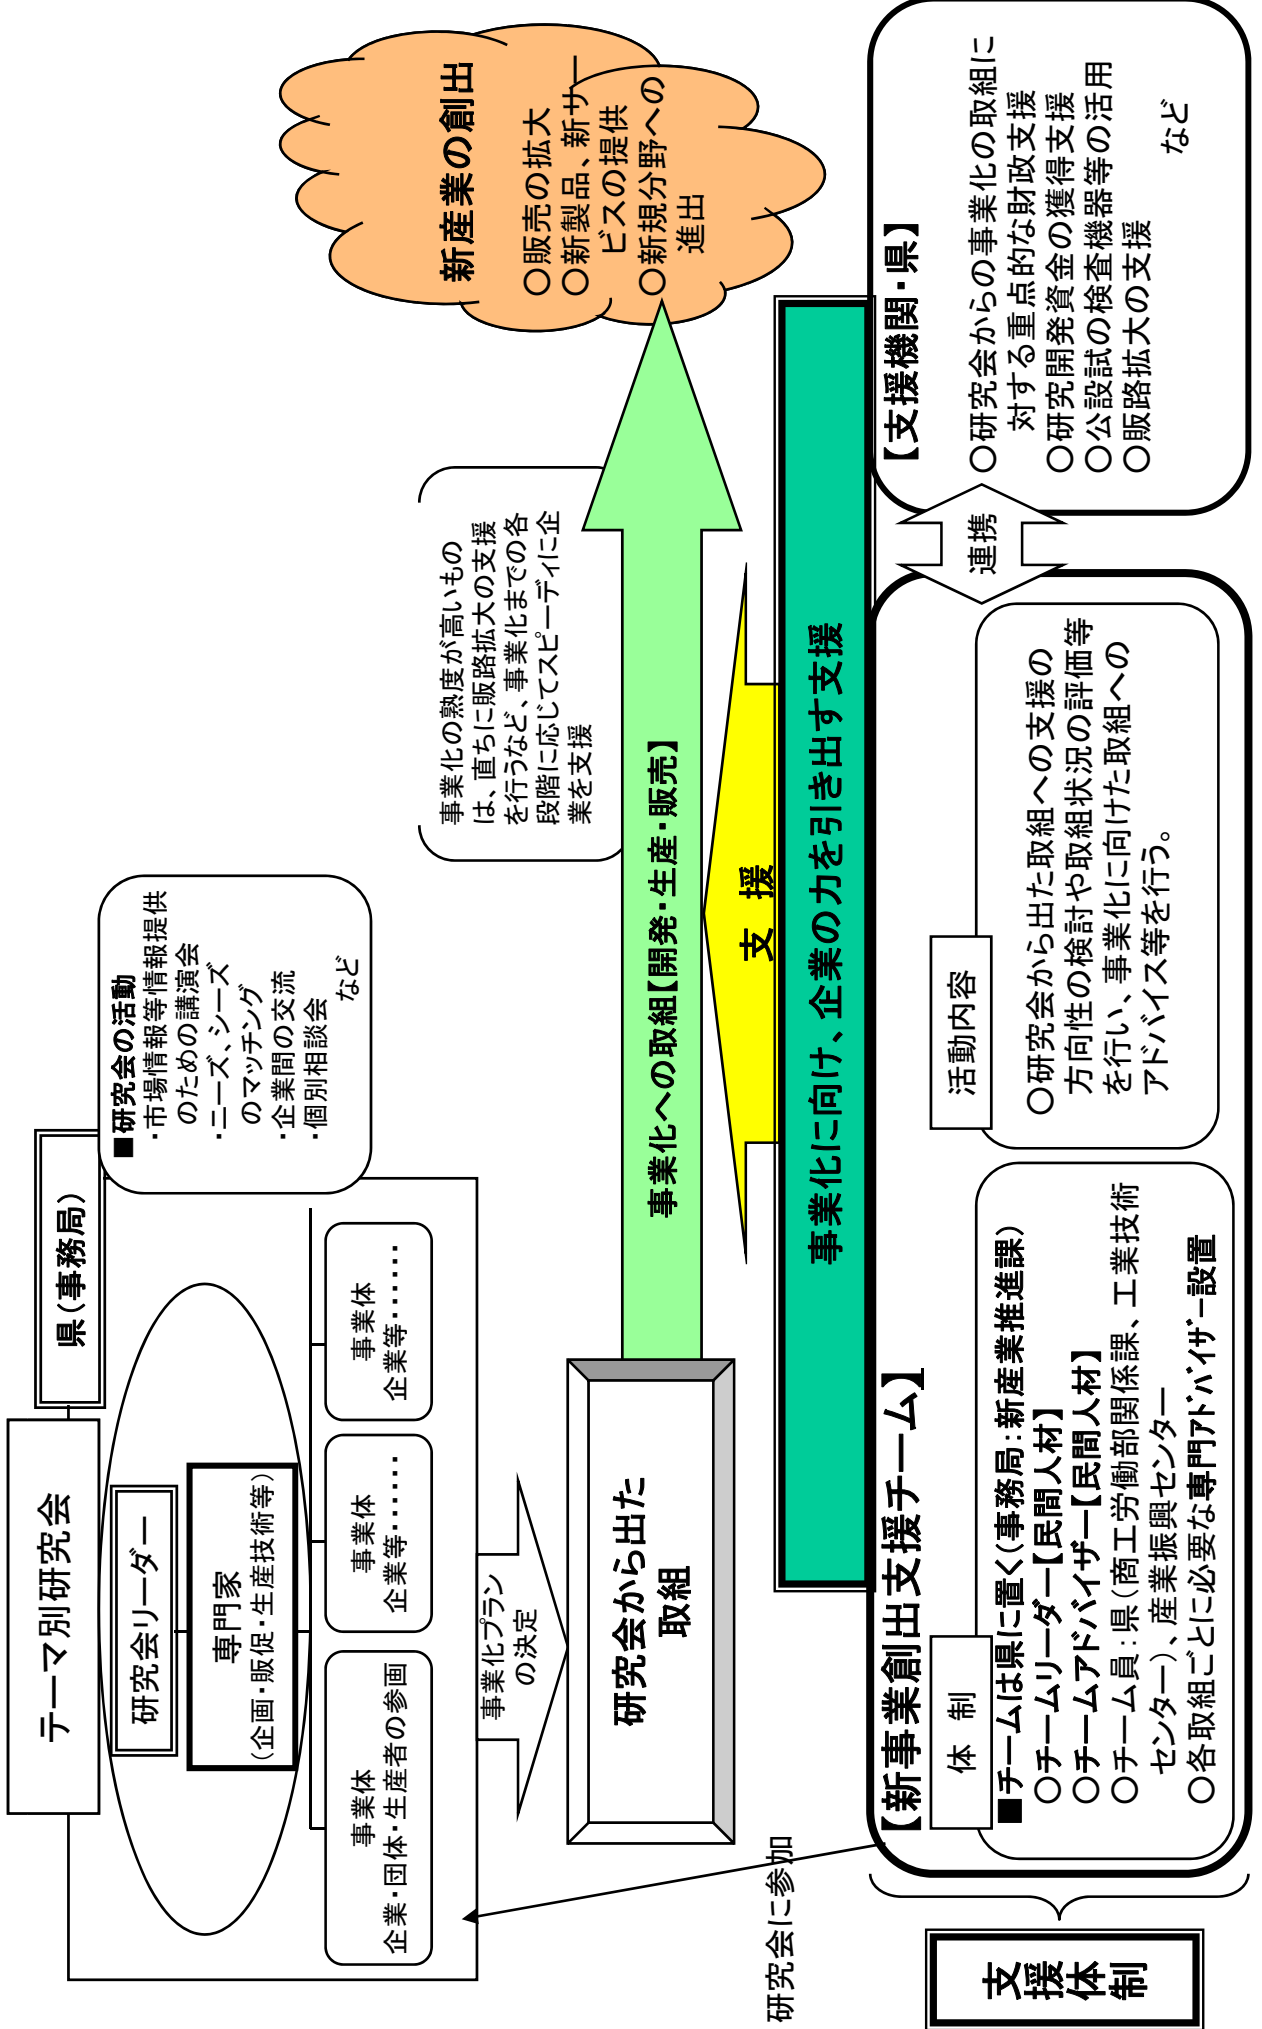 テーマ別研究会
県（事務局）
研究会リーダー
専門家
（企画・販促・生産技術等）
事業体
企業・団体・生産者の参画
事業体
企業等・・・・・・
事業体
企業等・・・・・・
■研究会の活動
・市場情報等情報提供
のための講演会
・ニーズ、シーズ
のマッチング
・企業間の交流
・個別相談会
など
事業化プラン
の決定
研究会から出た
取組
事業化への取組【開発・生産・販売】
事業化の熟度が高いもの
は、直ちに販路拡大の支援
を行うなど、事業化までの各
段階に応じてスピーディに企
業を支援
新産業の創出
○販売の拡大
○新製品、新サー
ビスの提供
○新規分野への
進出
支　援
事業化に向け、企業の力を引き出す支援
研究会に参加
支援体制
【新事業創出支援チーム】
体　制
■チームは県に置く（事務局：新産業推進課）
○チームリーダー【民間人材】
○チームアドバイザー【民間人材】
○チーム員：県（商工労働部関係課、工業技術
センター）、産業振興センター
○各取組ごとに必要な専門ｱﾄﾞﾊﾞｲｻﾞｰ設置
活動内容
○研究会から出た取組への支援の
方向性の検討や取組状況の評価等
を行い、事業化に向けた取組への
アドバイス等を行う。
連携
【支援機関・県】
○研究会からの事業化の取組に
対する重点的な財政支援
○研究開発資金の獲得支援
○公設試の検査機器等の活用
○販路拡大の支援
など